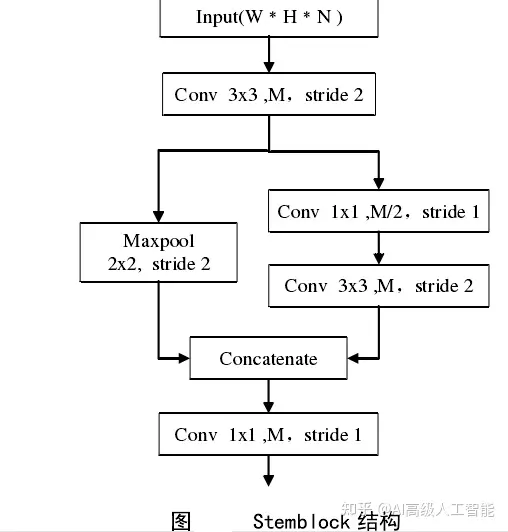 Input(W * H * N )
Conv 3x3 ,M，stride 2
Maxpool
2x2, stride 2
Conv 1x1 ,M/2，stride 1
Conv 3x3 ,M，stride 2
Concatenate
Conv 1x1 ,M，stride 1
知乎 @AI高级人工智能
图 Stemblock 结构